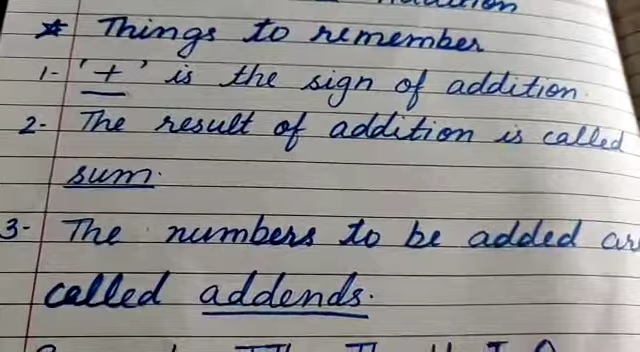 Addition
* Things to remember
1- '+' is the sign of addition.
2- The result of addition is called
sum.
3- The numbers to be added are
called addends.